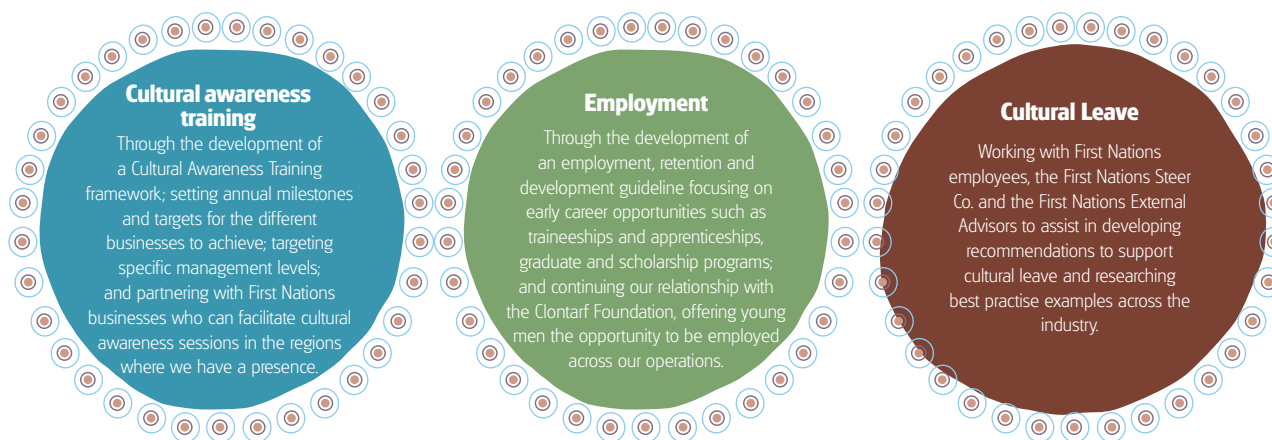 Cultural awareness
training
Through the development of
a Cultural Awareness Training
framework; setting annual milestones
and targets for the different
businesses to achieve; targeting
specific management levels;
and partnering with First Nations
businesses who can facilitate cultural
awareness sessions in the regions
where we have a presence.
Employment
Through the development of
an employment, retention and
development guideline focusing on
early career opportunities such as
traineeships and apprenticeships,
graduate and scholarship programs;
and continuing our relationship with
the Clontarf Foundation, offering young
men the opportunity to be employed
across our operations.
Cultural Leave
Working with First Nations
employees, the First Nations Steer
Co. and the First Nations External
Advisors to assist in developing
recommendations to support
cultural leave and researching
best practise examples across the
industry.